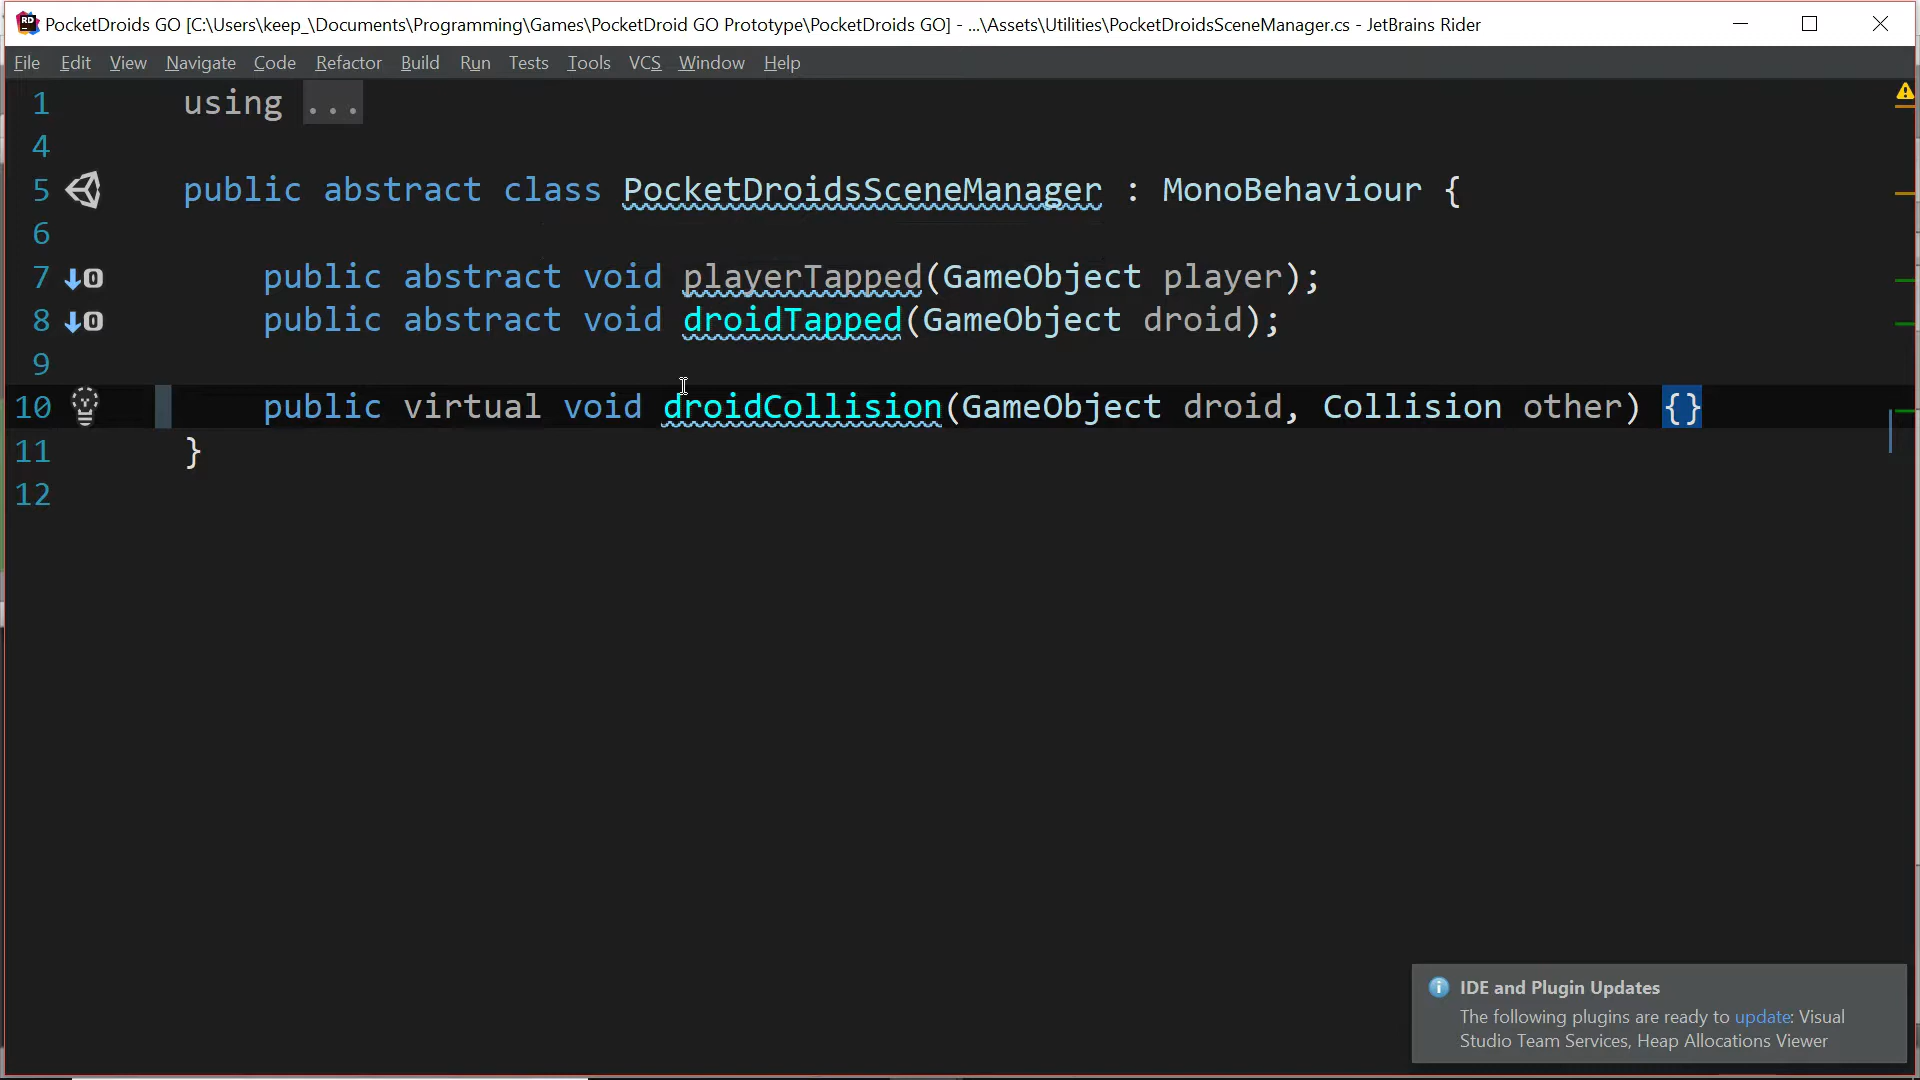 PocketDroids GO [C:\Users\keep_\Documents\Programming\Games\PocketDroid GO Prototype\PocketDroids GO] - ...\Assets\Utilities\PocketDroidsSceneManager.cs - JetBrains Rider
File Edit View Navigate Code Refactor Build Run Tests Tools VCS Window Help
1 using ...
4
5 public abstract class PocketDroidsSceneManager : MonoBehaviour {
6
7 public abstract void playerTapped(GameObject player);
8 public abstract void droidTapped(GameObject droid);
9
10 public virtual void droidCollision(GameObject droid, Collision other) {}
11 }
12
IDE and Plugin Updates
The following plugins are ready to update: Visual
Studio Team Services, Heap Allocations Viewer